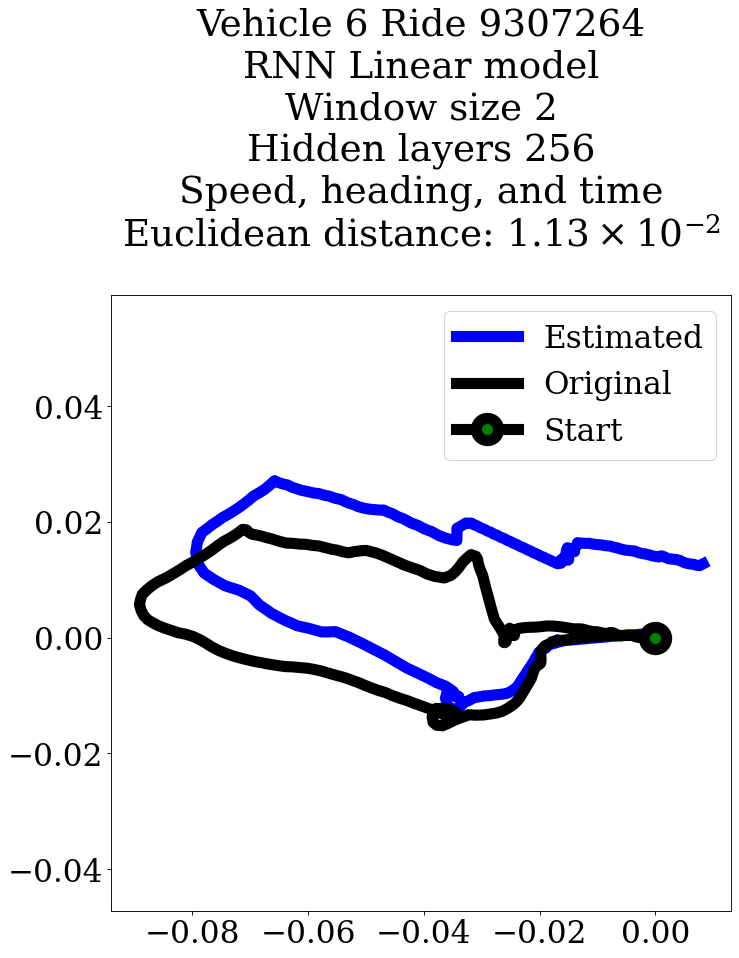 Vehicle 6 Ride 9307264
RNN Linear model
Window size 2
Hidden layers 256
Speed, heading, and time
Euclidean distance: 1.13 × 10⁻²
Estimated
Original
Start
0.04
0.02
0.00
−0.02
−0.04
−0.08 −0.06 −0.04 −0.02 0.00